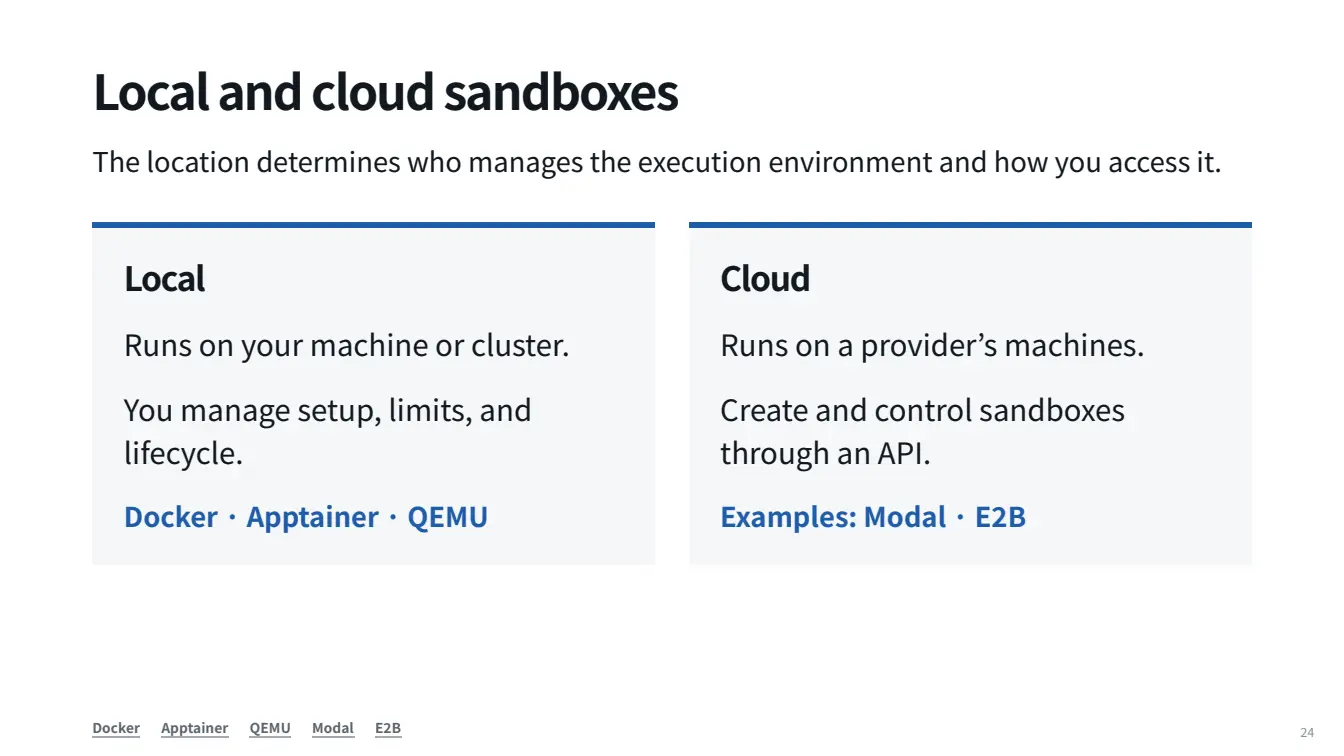 Local and cloud sandboxes
The location determines who manages the execution environment and how you access it.
Local
Runs on your machine or cluster.
You manage setup, limits, and
lifecycle.
Docker · Apptainer · QEMU
Cloud
Runs on a provider’s machines.
Create and control sandboxes
through an API.
Examples: Modal · E2B
Docker Apptainer QEMU Modal E2B
24